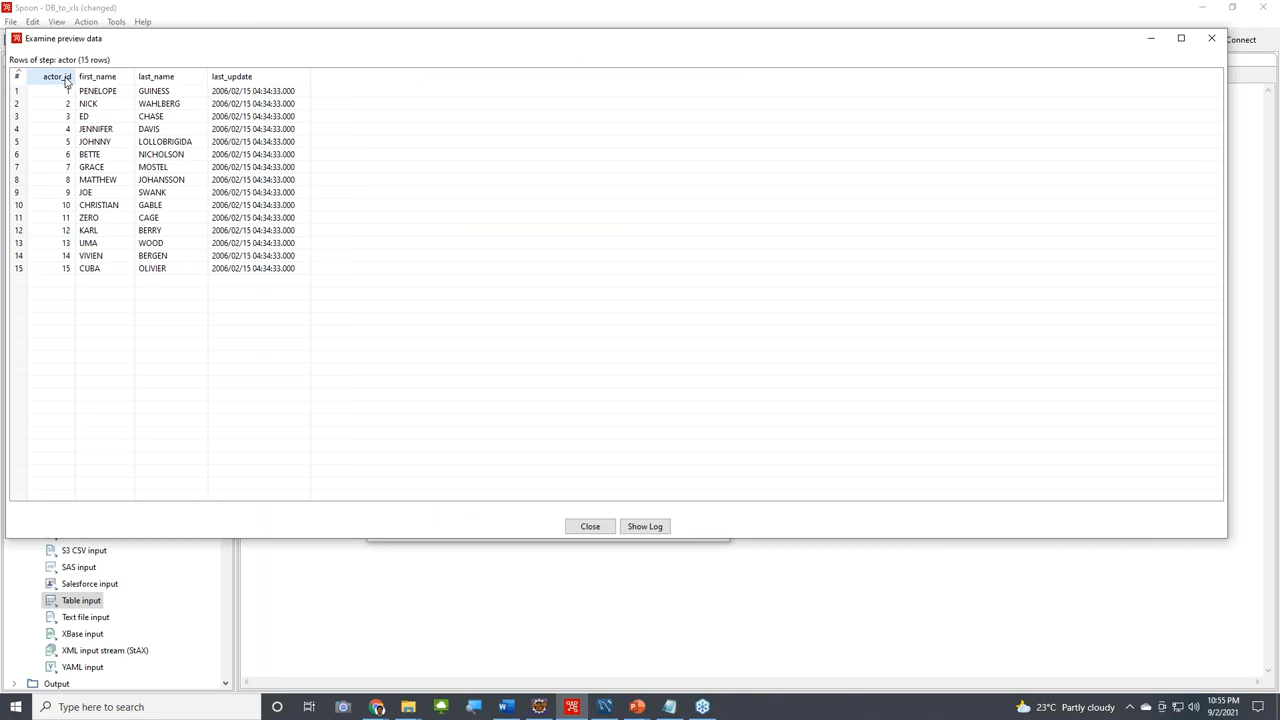 Spoon - DB_to_xls (changed)
File Edit View Action Tools Help
Examine preview data
Connect
Rows of step: actor (15 rows)
# actor_id first_name last_name last_update
1 1 PENELOPE GUINESS 2006/02/15 04:34:33.000
2 2 NICK WAHLBERG 2006/02/15 04:34:33.000
3 3 ED CHASE 2006/02/15 04:34:33.000
4 4 JENNIFER DAVIS 2006/02/15 04:34:33.000
5 5 JOHNNY LOLLOBRIGIDA 2006/02/15 04:34:33.000
6 6 BETTE NICHOLSON 2006/02/15 04:34:33.000
7 7 GRACE MOSTEL 2006/02/15 04:34:33.000
8 8 MATTHEW JOHANSSON 2006/02/15 04:34:33.000
9 9 JOE SWANK 2006/02/15 04:34:33.000
10 10 CHRISTIAN GABLE 2006/02/15 04:34:33.000
11 11 ZERO CAGE 2006/02/15 04:34:33.000
12 12 KARL BERRY 2006/02/15 04:34:33.000
13 13 UMA WOOD 2006/02/15 04:34:33.000
14 14 VIVIEN BERGEN 2006/02/15 04:34:33.000
15 15 CUBA OLIVIER 2006/02/15 04:34:33.000
Close Show Log
S3 CSV input
SAS input
Salesforce input
Table input
Text file input
XBase input
XML input stream (StAX)
YAML input
Output
Type here to search
23°C Partly cloudy
10:55 PM
9/2/2021